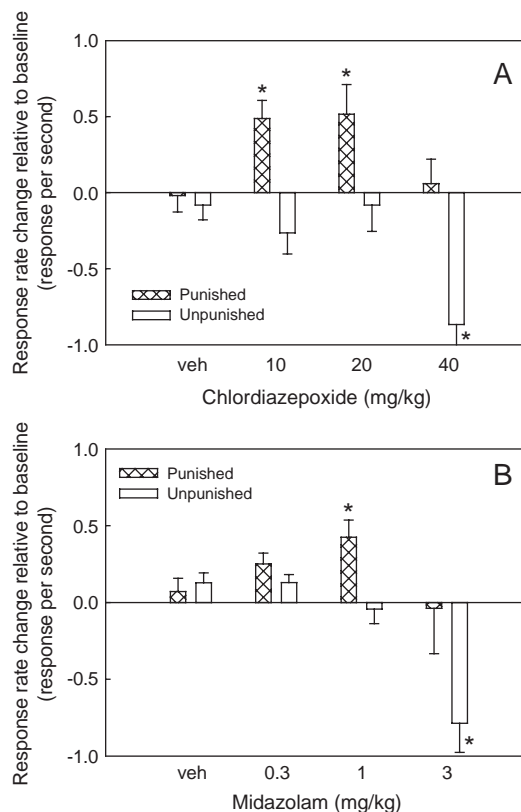 A
Response rate change relative to baseline
(response per second)
1.0
0.5
0.0
-0.5
-1.0
*
*
*
Punished
Unpunished
veh
10
20
40
Chlordiazepoxide (mg/kg)
B
Response rate change relative to baseline
(response per second)
1.0
0.5
0.0
-0.5
-1.0
Punished
Unpunished
*
*
veh
0.3
1
3
Midazolam (mg/kg)